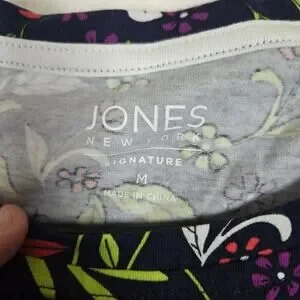 JONES
NEW YORK
SIGNATURE
M
MADE IN CHINA